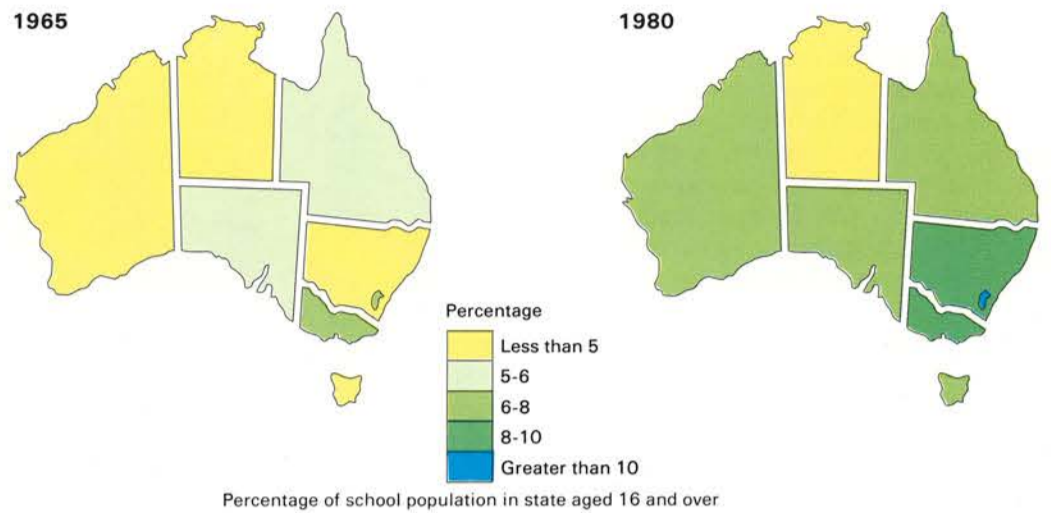 1965
1980
Percentage
Less than 5
5-6
6-8
8-10
Greater than 10
Percentage of school population in state aged 16 and over